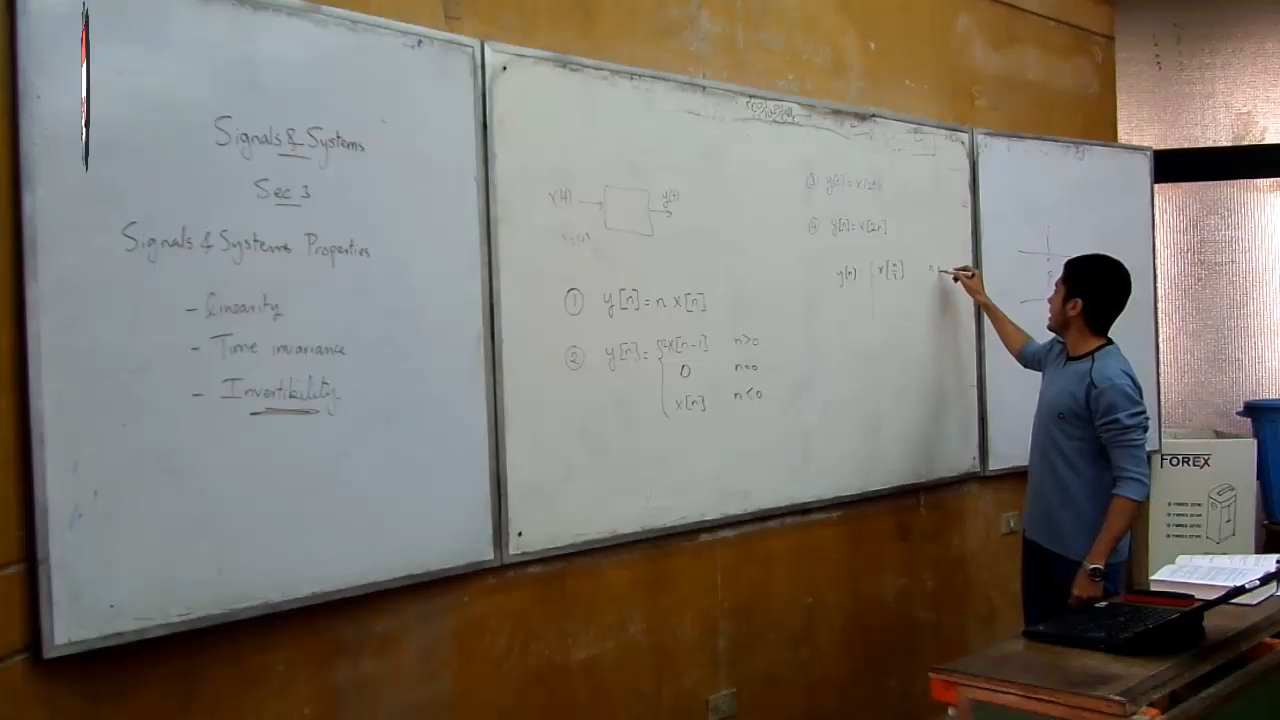 Signals & Systems
Sec 3
Signals & Systems Properties
- linearity
- Time invariance
- Invertibility
x(t) y(t)
① y[n] = n x[n]
② y[n] = { 2x[n-1] n>0
0 n=0
x[n] n<0
③ y(t) = x(2t)
④ y[n] = x[2n]
y[n] x[n/2] n
FOREX